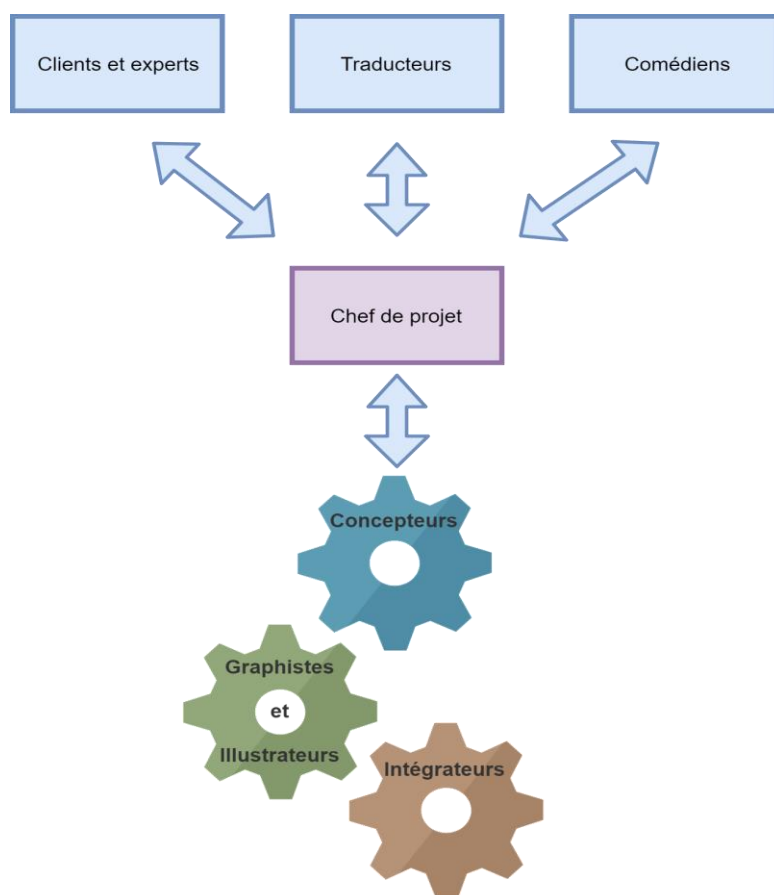 Clients et experts
Traducteurs
Comédiens
Chef de projet
Concepteurs
Graphistes
et
Illustrateurs
Intégrateurs